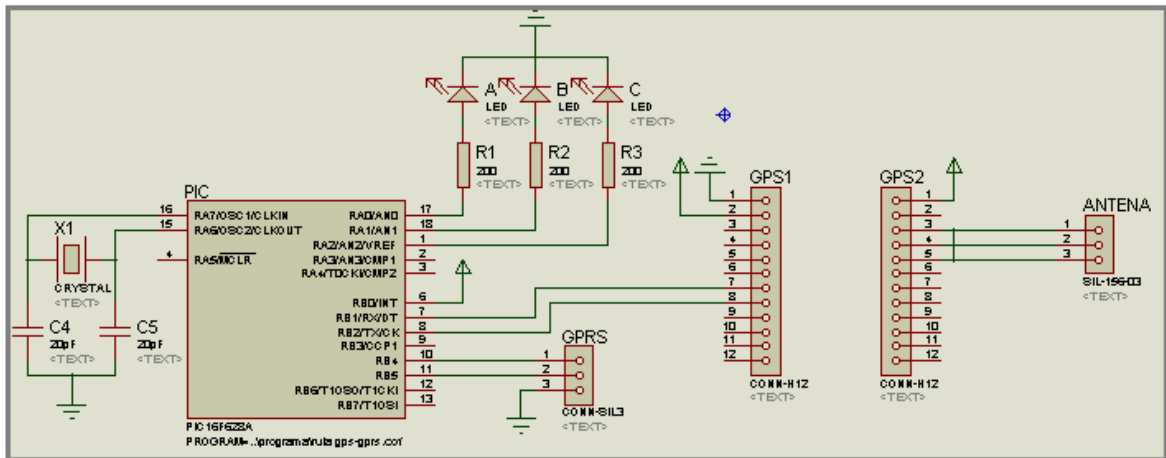 A
LED
<TEXT>
B
LED
<TEXT>
C
LED
<TEXT>
R1
200
<TEXT>
R2
200
<TEXT>
R3
200
<TEXT>
PIC
16
15
4
RA7/OSC1/CLKIN
RA6/OSC2/CLKOUT
RA5/MCLR
RA0/AN0
RA1/AN1
RA2/AN2/VREF
RA3/AN3/CMP1
RA4/T0CKI/CMP2
RB0/INT
RB1/RX/DT
RB2/TX/CK
RB3/CCP1
RB4
RB5
RB6/T1OSO/T1CKI
RB7/T1OSI
17
18
1
2
3
6
7
8
9
10
11
12
13
PIC16F628A
PROGRAM=..\programa\ruta gps-gprs.cof
X1
CRYSTAL
<TEXT>
C4
20pF
<TEXT>
C5
20pF
<TEXT>
GPRS
1
2
3
CONN-SIL3
<TEXT>
GPS1
1
2
3
4
5
6
7
8
9
10
11
12
CONN-H12
<TEXT>
GPS2
1
2
3
4
5
6
7
8
9
10
11
12
CONN-H12
<TEXT>
ANTENA
1
2
3
SIL-156-03
<TEXT>